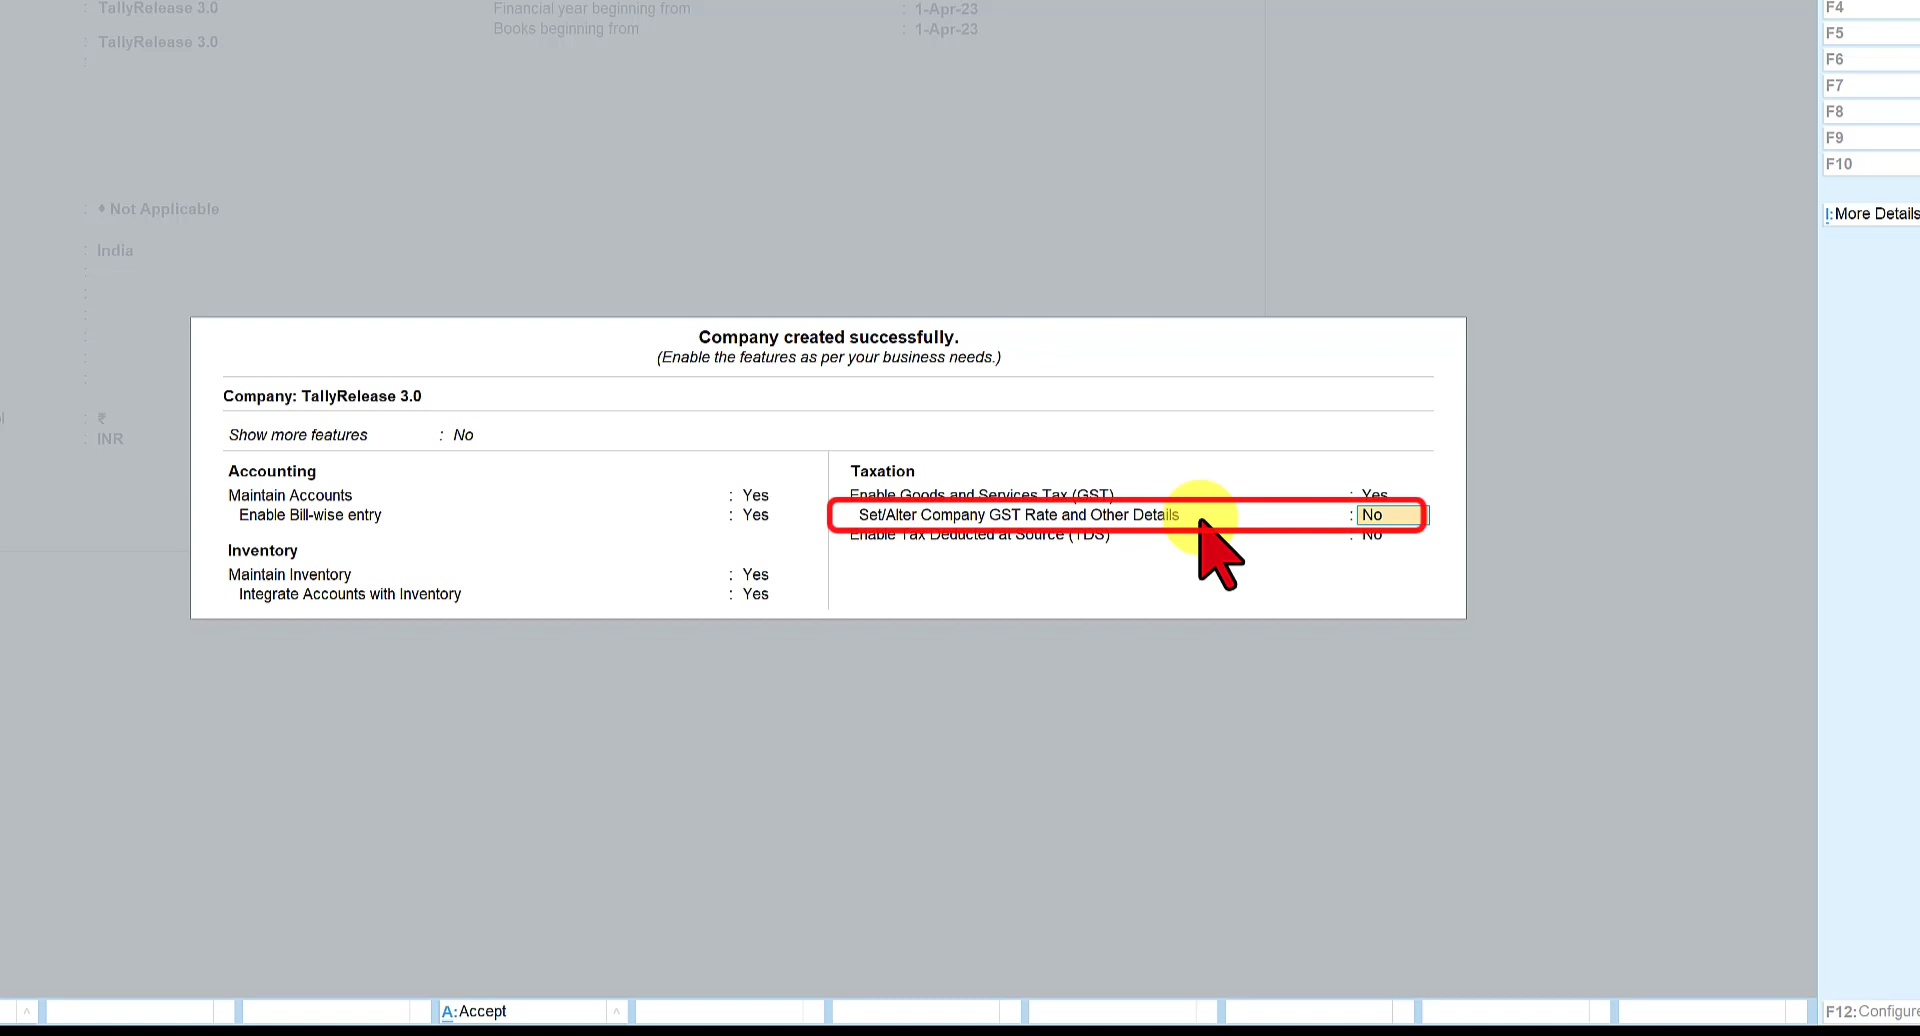 : TallyRelease 3.0
Financial year beginning from : 1-Apr-23
Books beginning from : 1-Apr-23
: TallyRelease 3.0
:
: ♦ Not Applicable
: India
:
:
:
:
:
:
: ₹
: INR
Company created successfully.
(Enable the features as per your business needs.)
Company: TallyRelease 3.0
Show more features : No
Accounting
Maintain Accounts : Yes
Enable Bill-wise entry : Yes
Inventory
Maintain Inventory : Yes
Integrate Accounts with Inventory : Yes
Taxation
Enable Goods and Services Tax (GST) : Yes
Set/Alter Company GST Rate and Other Details : No
Enable Tax Deducted at Source (TDS) : No
F4
F5
F6
F7
F8
F9
F10
I:More Details
A:Accept
F12:Configure